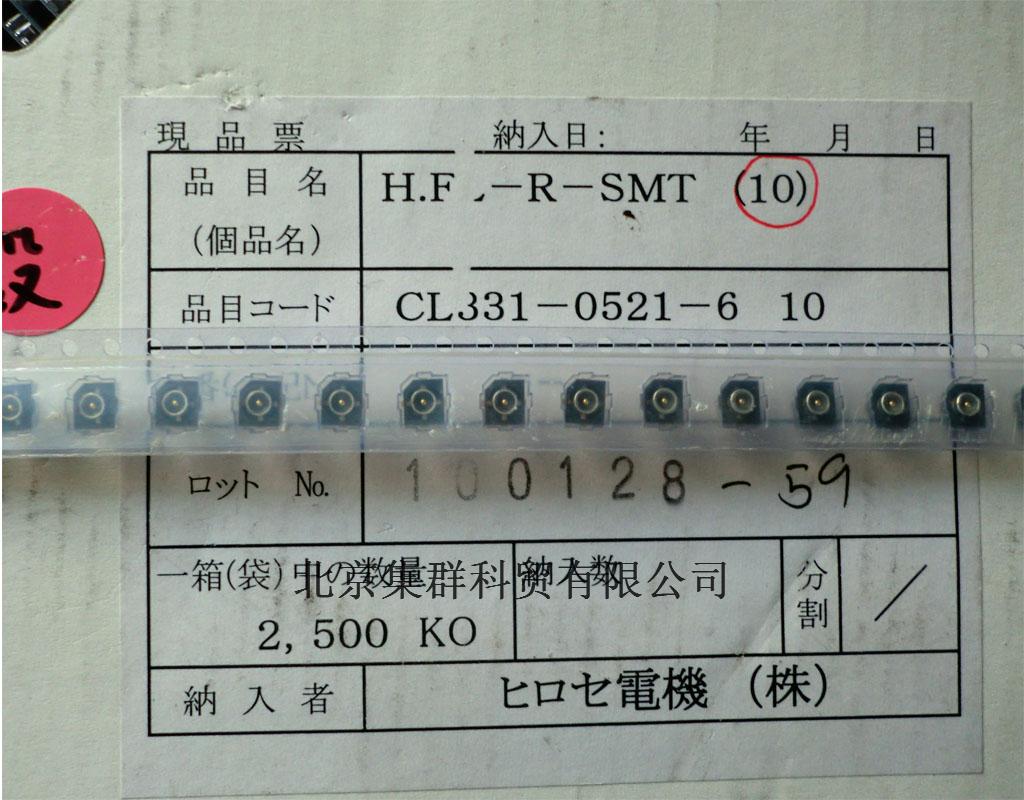 現品票 納入日: 年 月 日
品目名 H.F -R-SMT (10)
(個品名)
品目コード CL331-0521-6 10
ロット No. 100128-59
一箱(袋)中の数量 納入数 分割 /
北京集群科贸有限公司
2,500 KO
納入者 ヒロセ電機(株)